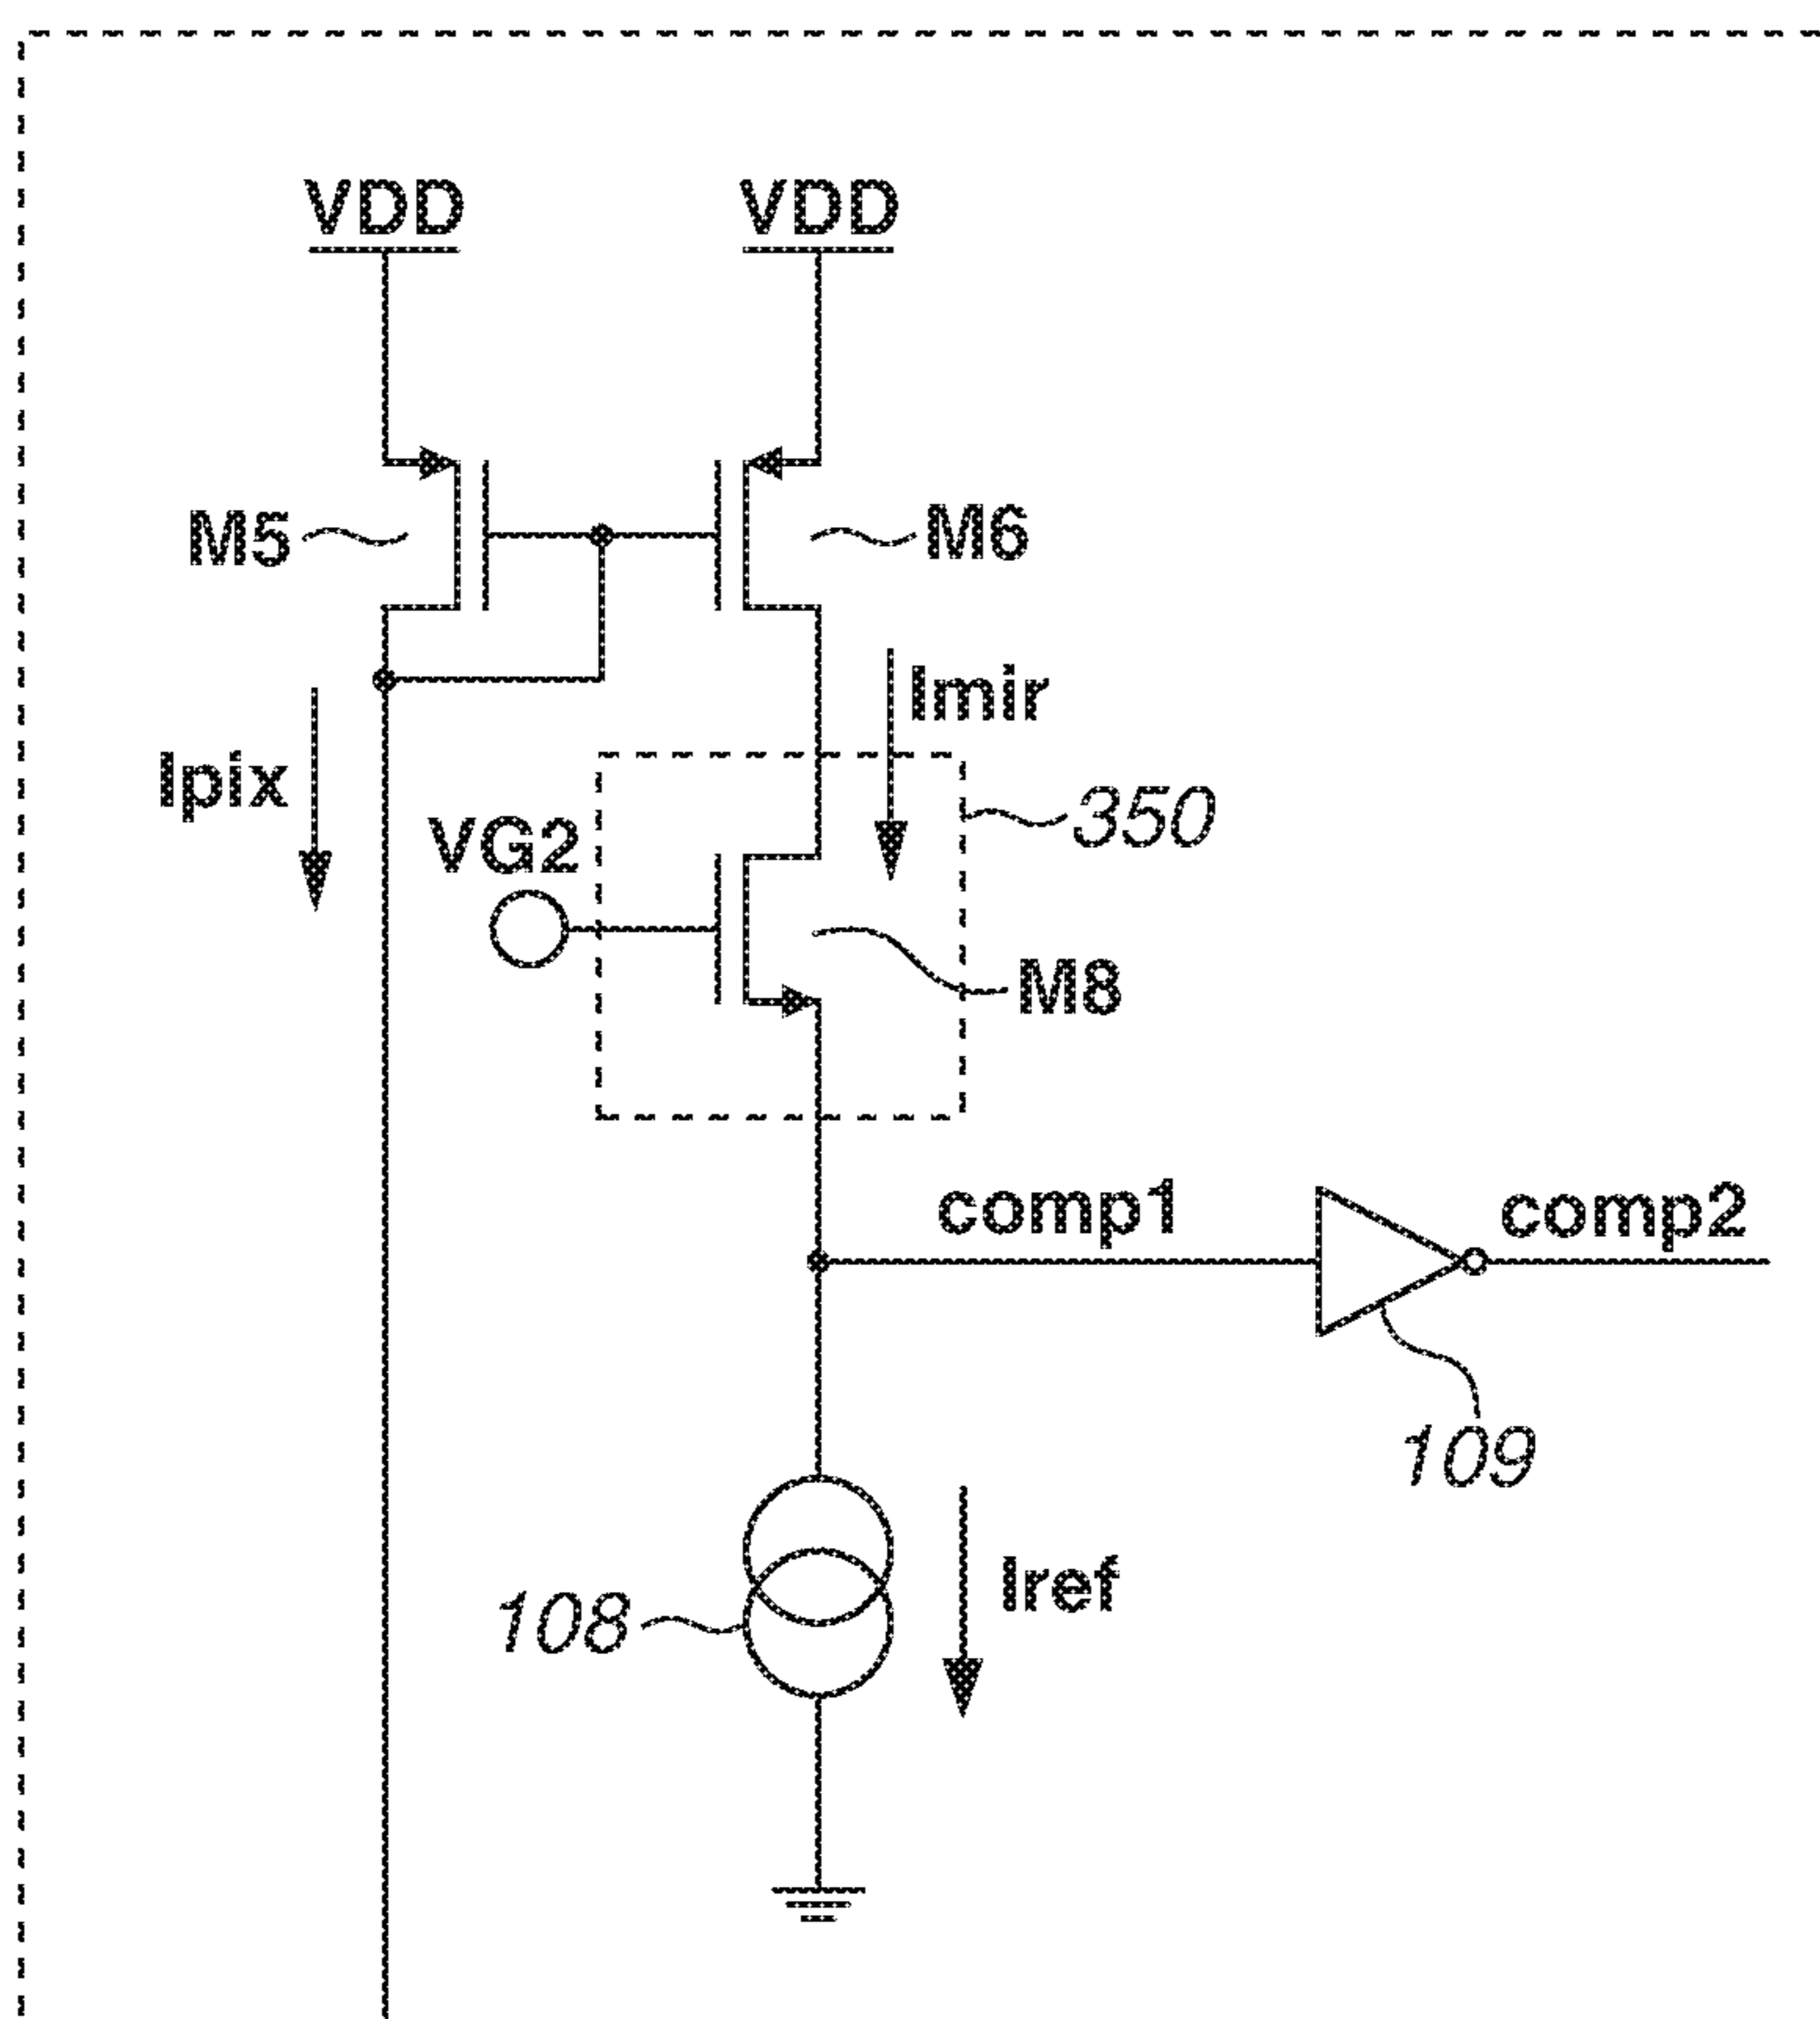 VDD
VDD
M5
M6
Imir
Ipix
350
VG2
M8
comp1
comp2
109
Iref
108